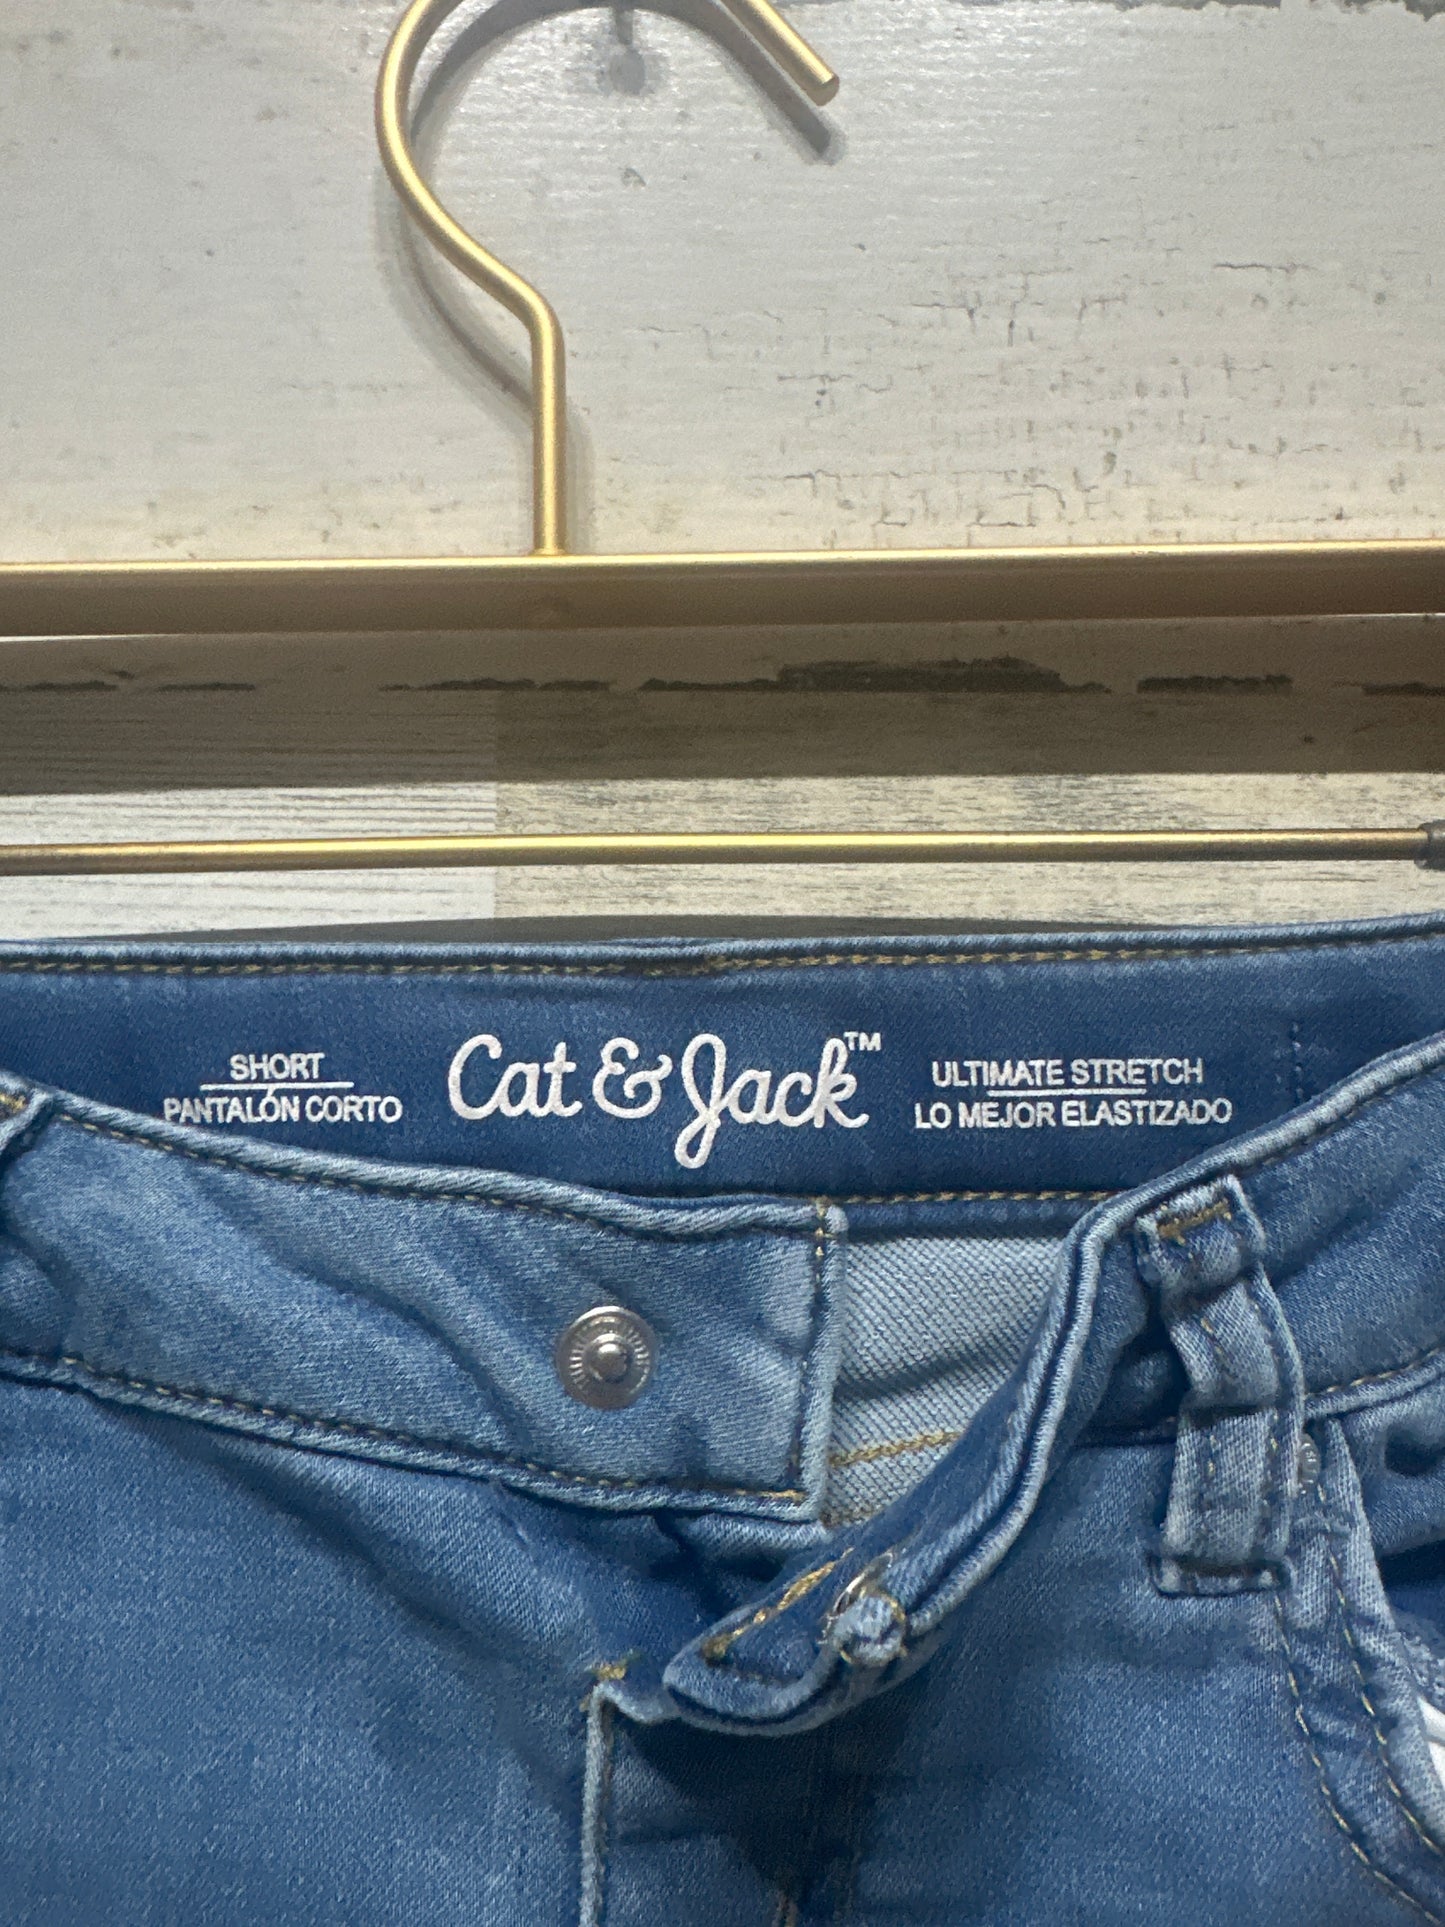 SHORT
PANTALÓN CORTO
Cat & Jack™
ULTIMATE STRETCH
LO MEJOR ELASTIZADO